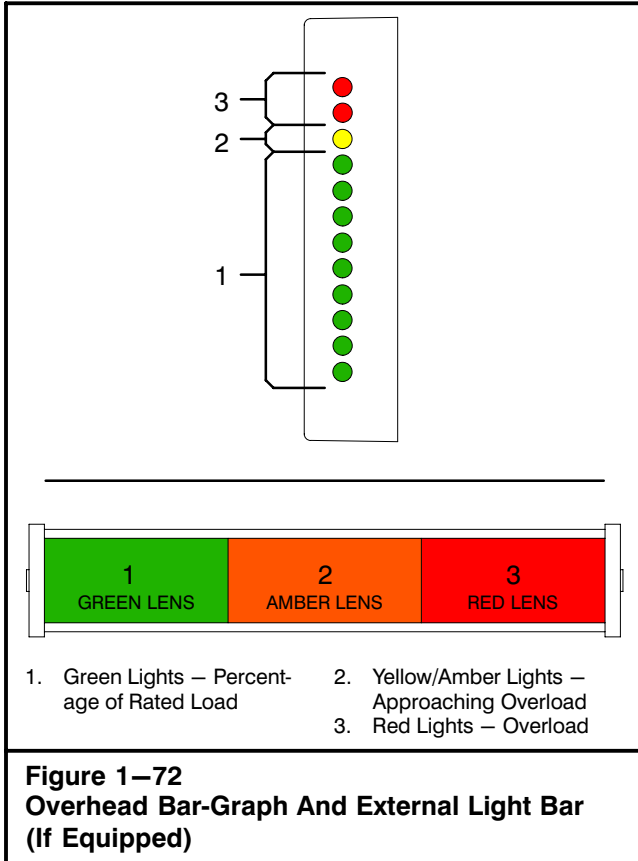 3
2
1
1
GREEN LENS
2
AMBER LENS
3
RED LENS
1. Green Lights — Percent-
age of Rated Load
2. Yellow/Amber Lights —
Approaching Overload
3. Red Lights — Overload
Figure 1—72
Overhead Bar-Graph And External Light Bar
(If Equipped)